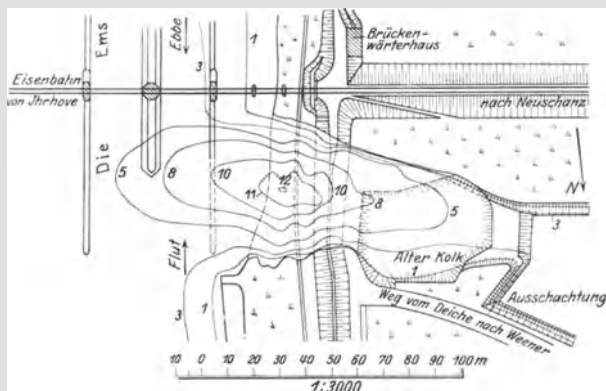 Die Ems
Ebbe
3
1
Brücken-
wärterhaus
Eisenbahn
von Jhrhove
nach Neuschanz
5
8
10
12
11
10
8
5
N
3
Flut
Alter Kolk
1
3
1
Weg vom Deiche nach Weener
Ausschachtung
10 0 10 20 30 40 50 60 70 80 90 100 m
1:3000